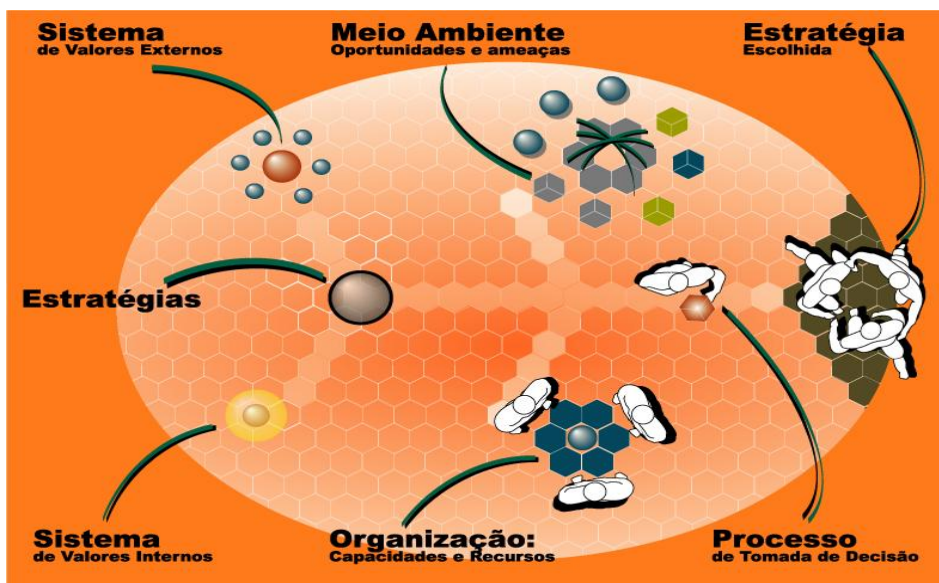 Sistema
de Valores Externos
Meio Ambiente
Oportunidades e ameaças
Estratégia
Escolhida
Estratégias
Sistema
de Valores Internos
Organização:
Capacidades e Recursos
Processo
de Tomada de Decisão